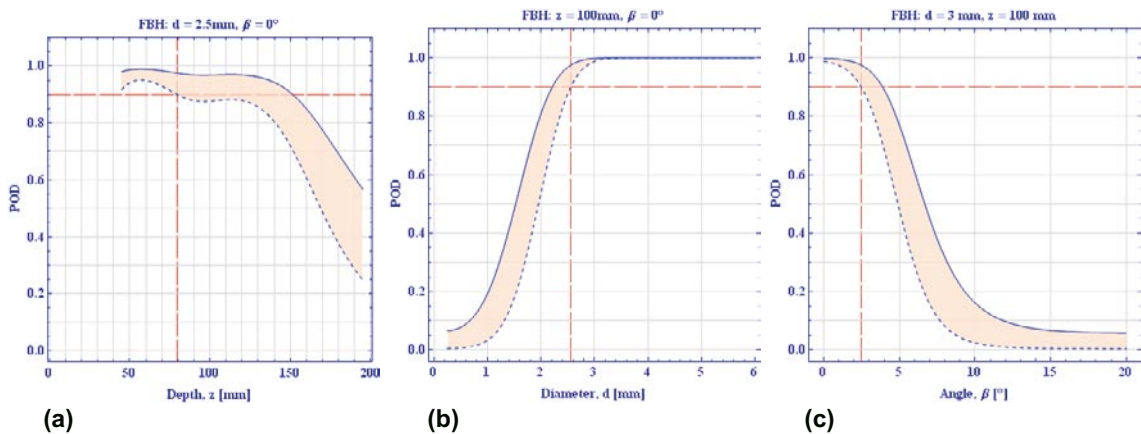 FBH: d = 2.5mm, β = 0°
POD
1.0
0.8
0.6
0.4
0.2
0.0
0
50
100
150
200
Depth, z [mm]
(a)
FBH: z = 100mm, β = 0°
POD
1.0
0.8
0.6
0.4
0.2
0.0
0
1
2
3
4
5
6
Diameter, d [mm]
(b)
FBH: d = 3 mm, z = 100 mm
POD
1.0
0.8
0.6
0.4
0.2
0.0
0
5
10
15
20
Angle, β [°]
(c)